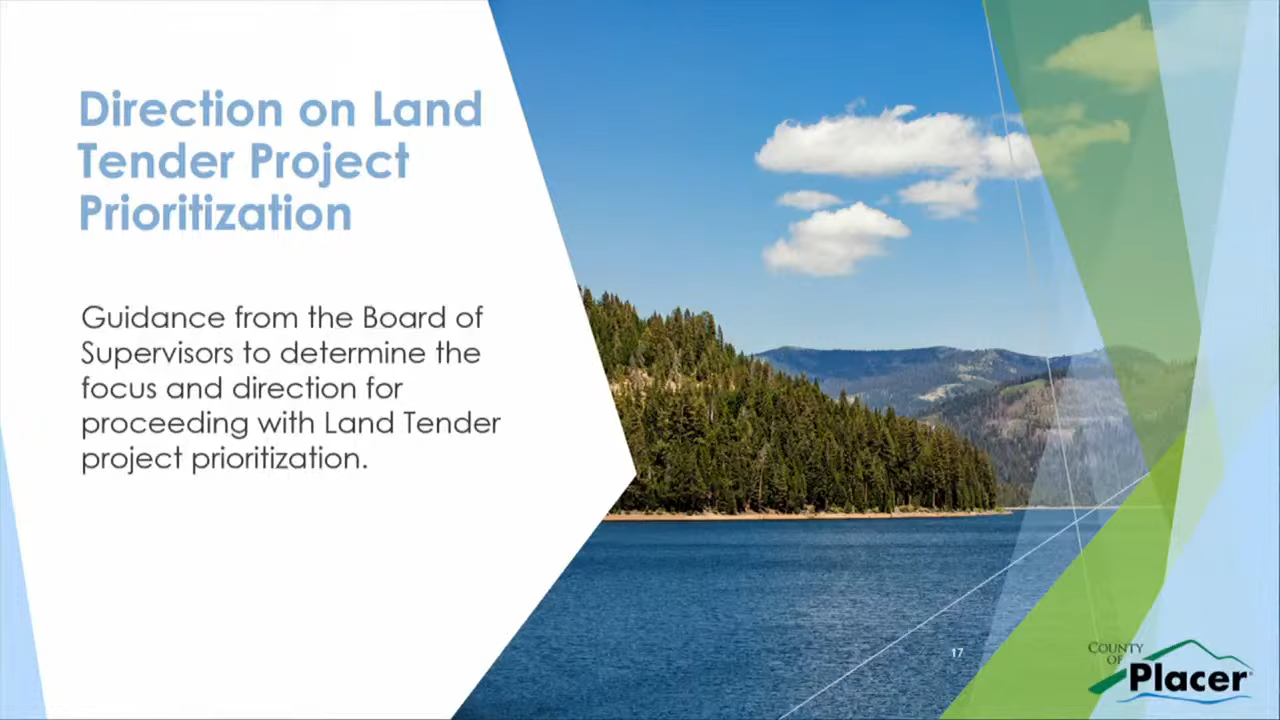 Direction on Land
Tender Project
Prioritization
Guidance from the Board of
Supervisors to determine the
focus and direction for
proceeding with Land Tender
project prioritization.
17
COUNTY
OF
Placer®